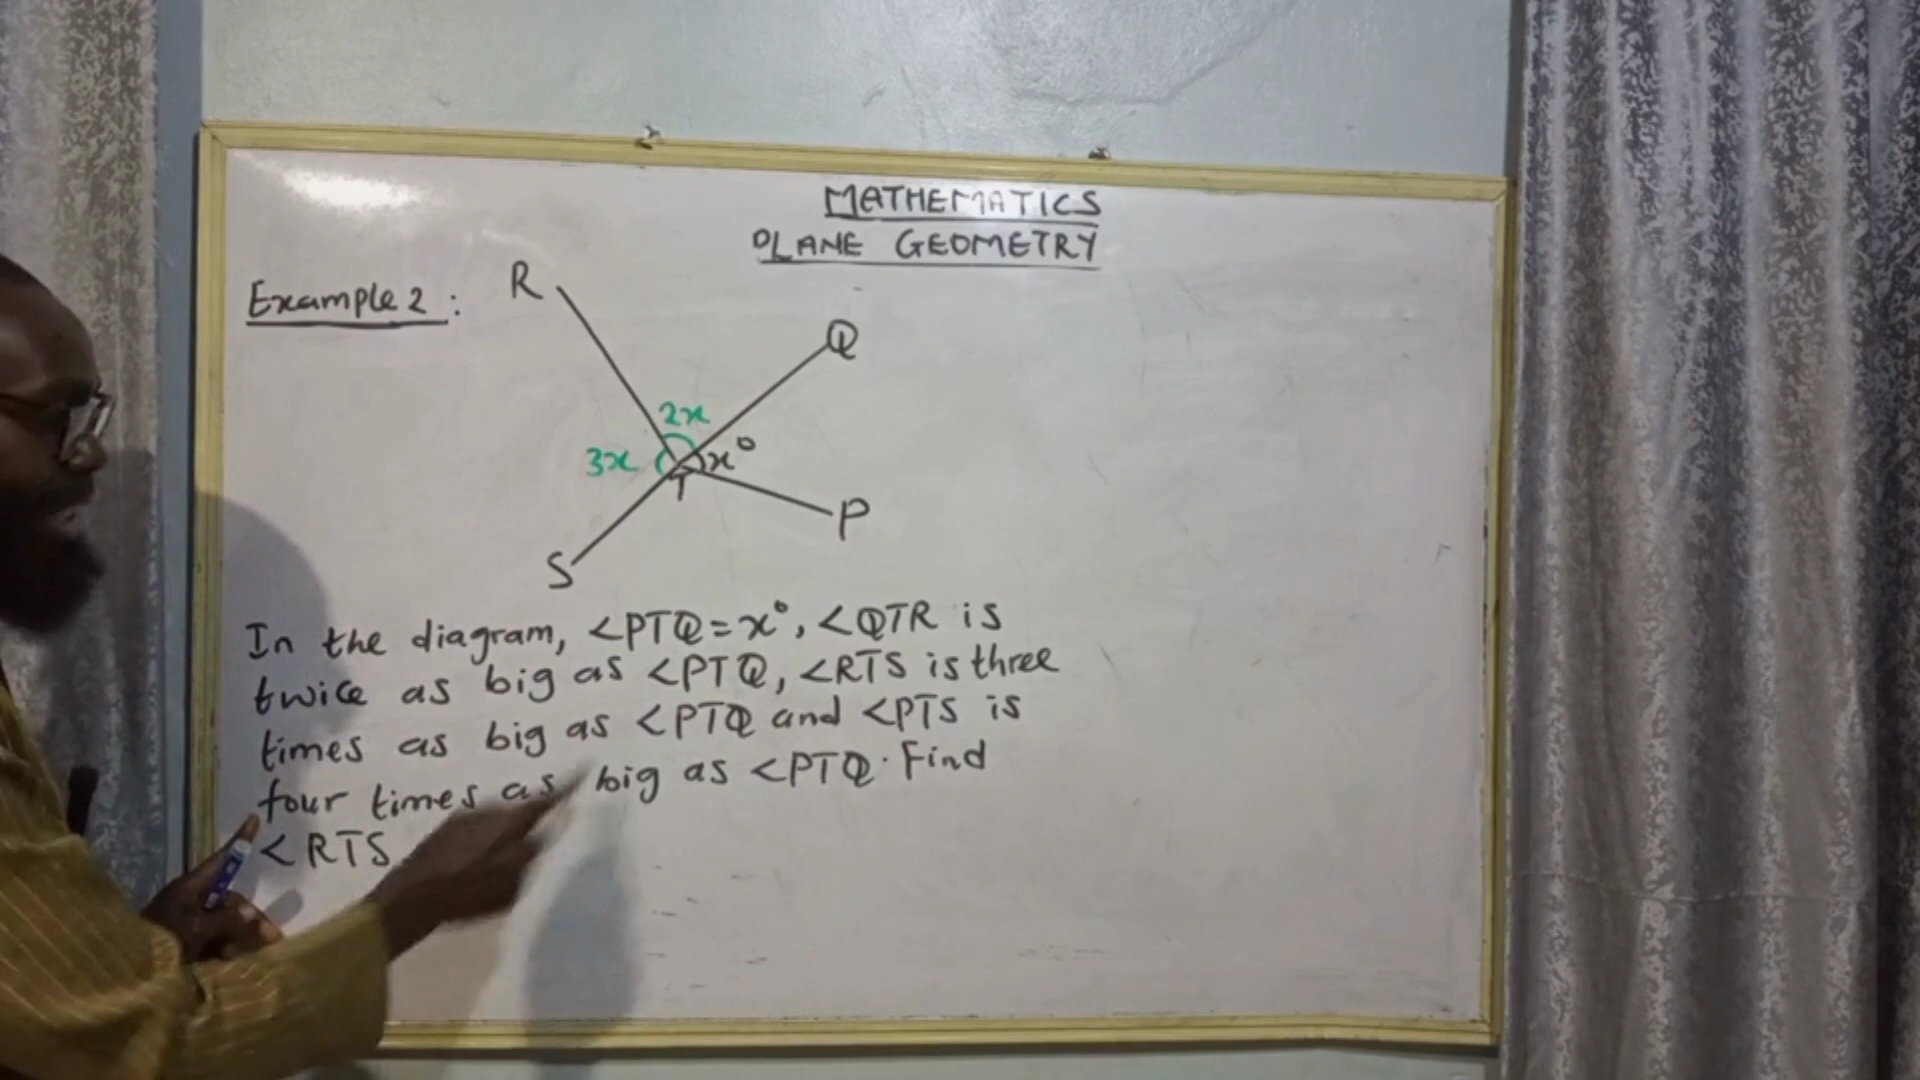 MATHEMATICS
PLANE GEOMETRY
Example 2 :
R
Q
2x
3x
x°
T
P
S
In the diagram, <PTQ = x°, <QTR is
twice as big as <PTQ, <RTS is three
times as big as <PTQ and <PTS is
four times as big as <PTQ. Find
<RTS